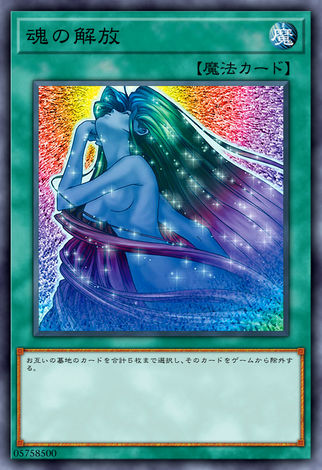 魂の解放
魔
【魔法カード】
お互いの墓地のカードを合計5枚まで選択し、そのカードをゲームから除外す
る。
05758500